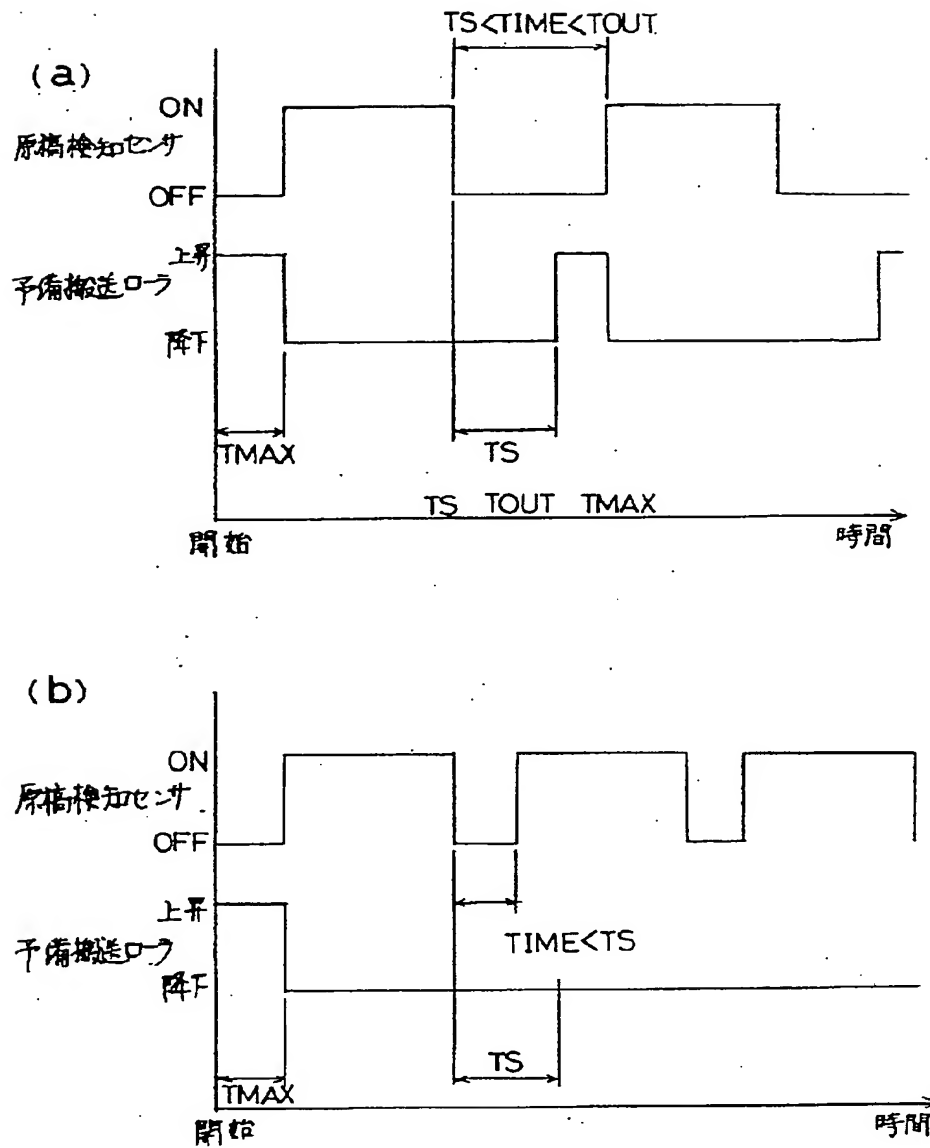 (a)
TS<TIME<TOUT
ON
原稿検知センサ
OFF
上昇
予備搬送ローラ
降下
TMAX
TS
TS TOUT TMAX
開始
時間
(b)
ON
原稿検知センサ
OFF
上昇
予備搬送ローラ
降下
TIME<TS
TS
TMAX
開始
時間